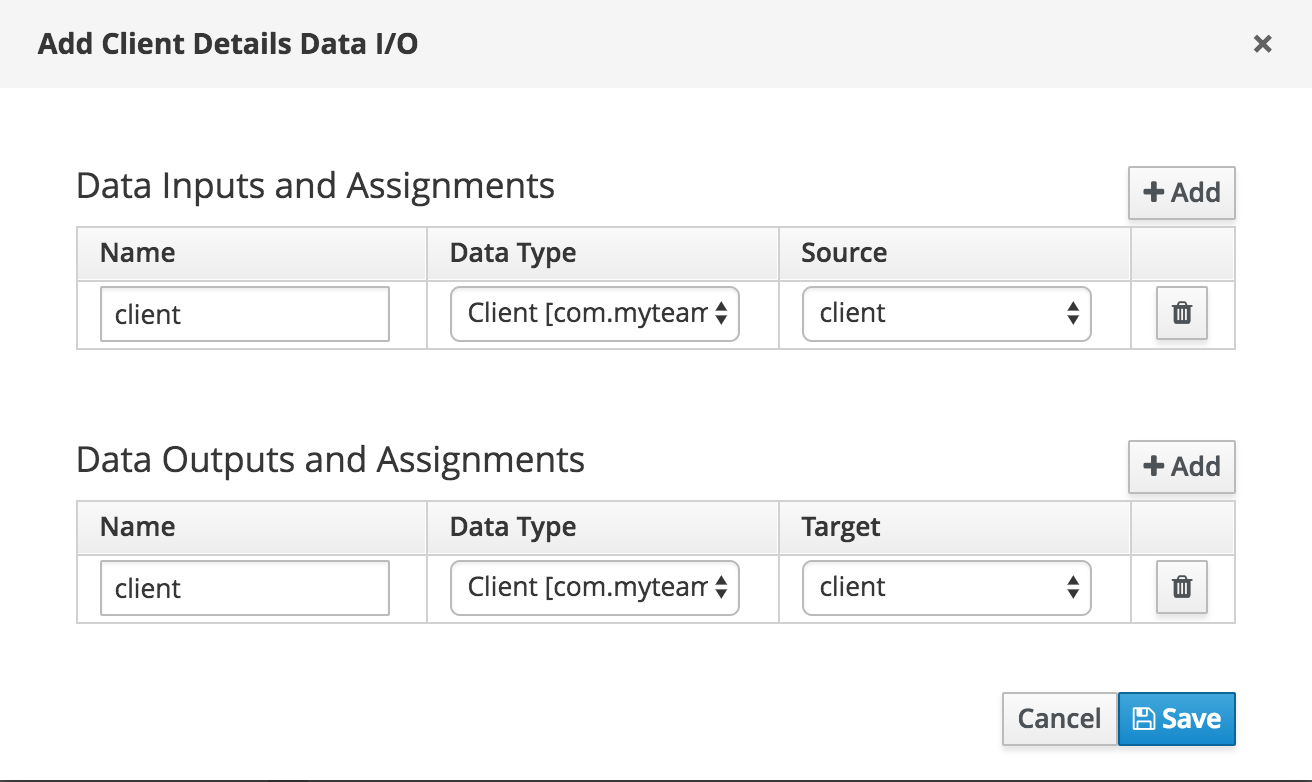 Add Client Details Data I/O
Data Inputs and Assignments
Add
Name Data Type Source
client Client [com.myteam client
Data Outputs and Assignments
Add
Name Data Type Target
client Client [com.myteam client
Cancel Save